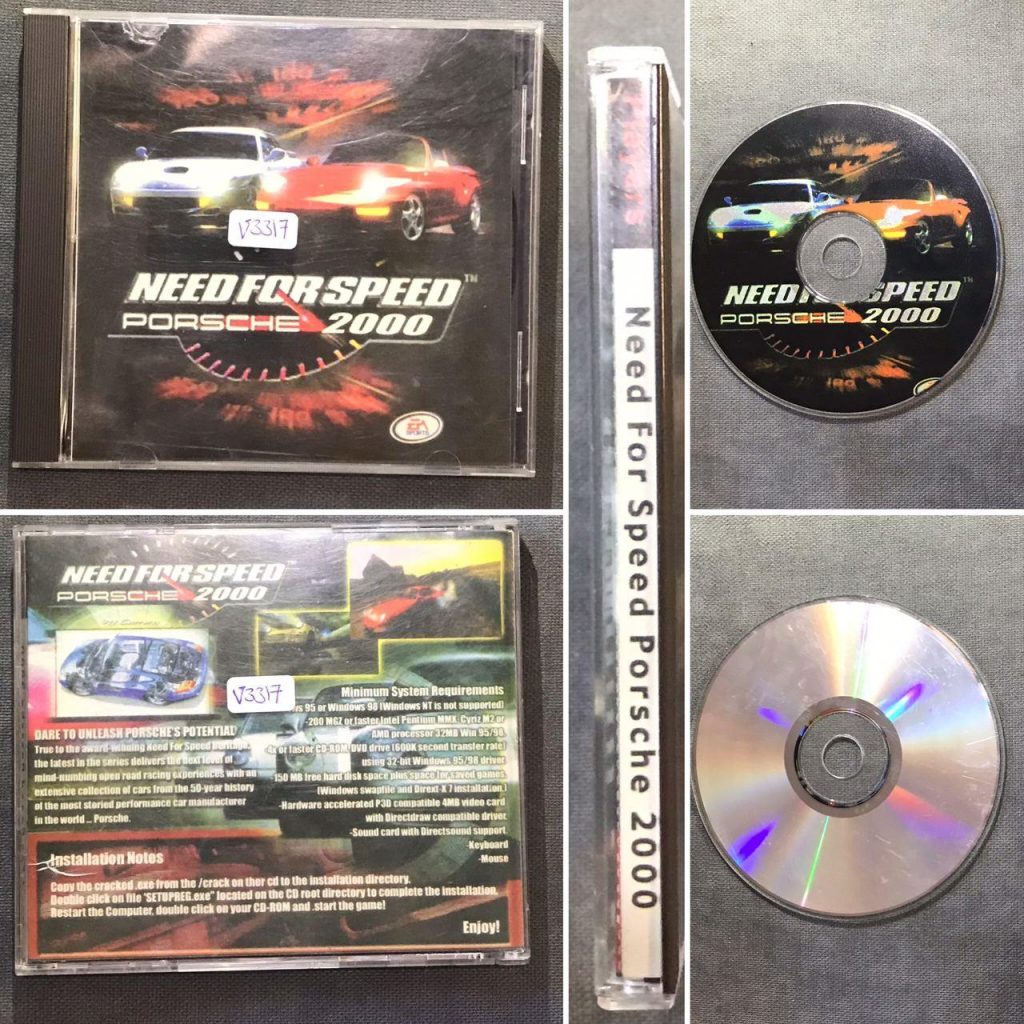 V3317
NEED FOR SPEED™
PORSCHE 2000
EA
SPORTS
Need For Speed Porsche 2000
NEED FOR SPEED
PORSCHE 2000
NEED FOR SPEED™
PORSCHE 2000
V3317
DARE TO UNLEASH PORSCHE'S POTENTIAL
True to the award-winning Need For Speed heritage,
the latest in the series delivers the next level of
mind-numbing open road racing experiences with an
extensive collection of cars from the 50-year history
of the most storied performance car manufacturer
in the world ... Porsche.
Minimum System Requirements
95 or Windows 98 (Windows NT is not supported)
-200 MGZ or faster Intel Pentium MMX, Cyriz M2 or
AMD processor 32MB Win 95/98.
4x or faster CD-ROM/DVD drive (600K second transfer rate)
using 32-bit Windows 95/98 driver
150 MB free hard disk space plus space for saved games
(Windows swapfile and Dirext-X 7 installation.)
-Hardware accelerated P3D compatible 4MB video card
with Directdraw compatible driver.
-Sound card with Directsound support
-Keyboard
-Mouse
Installation Notes
Copy the cracked .exe from the /crack on ther cd to the installation directory.
Double click on file "SETUPREG.exe" located on the CD root directory to complete the installation.
Restart the Computer, double click on your CD-ROM and .start the game!
Enjoy!